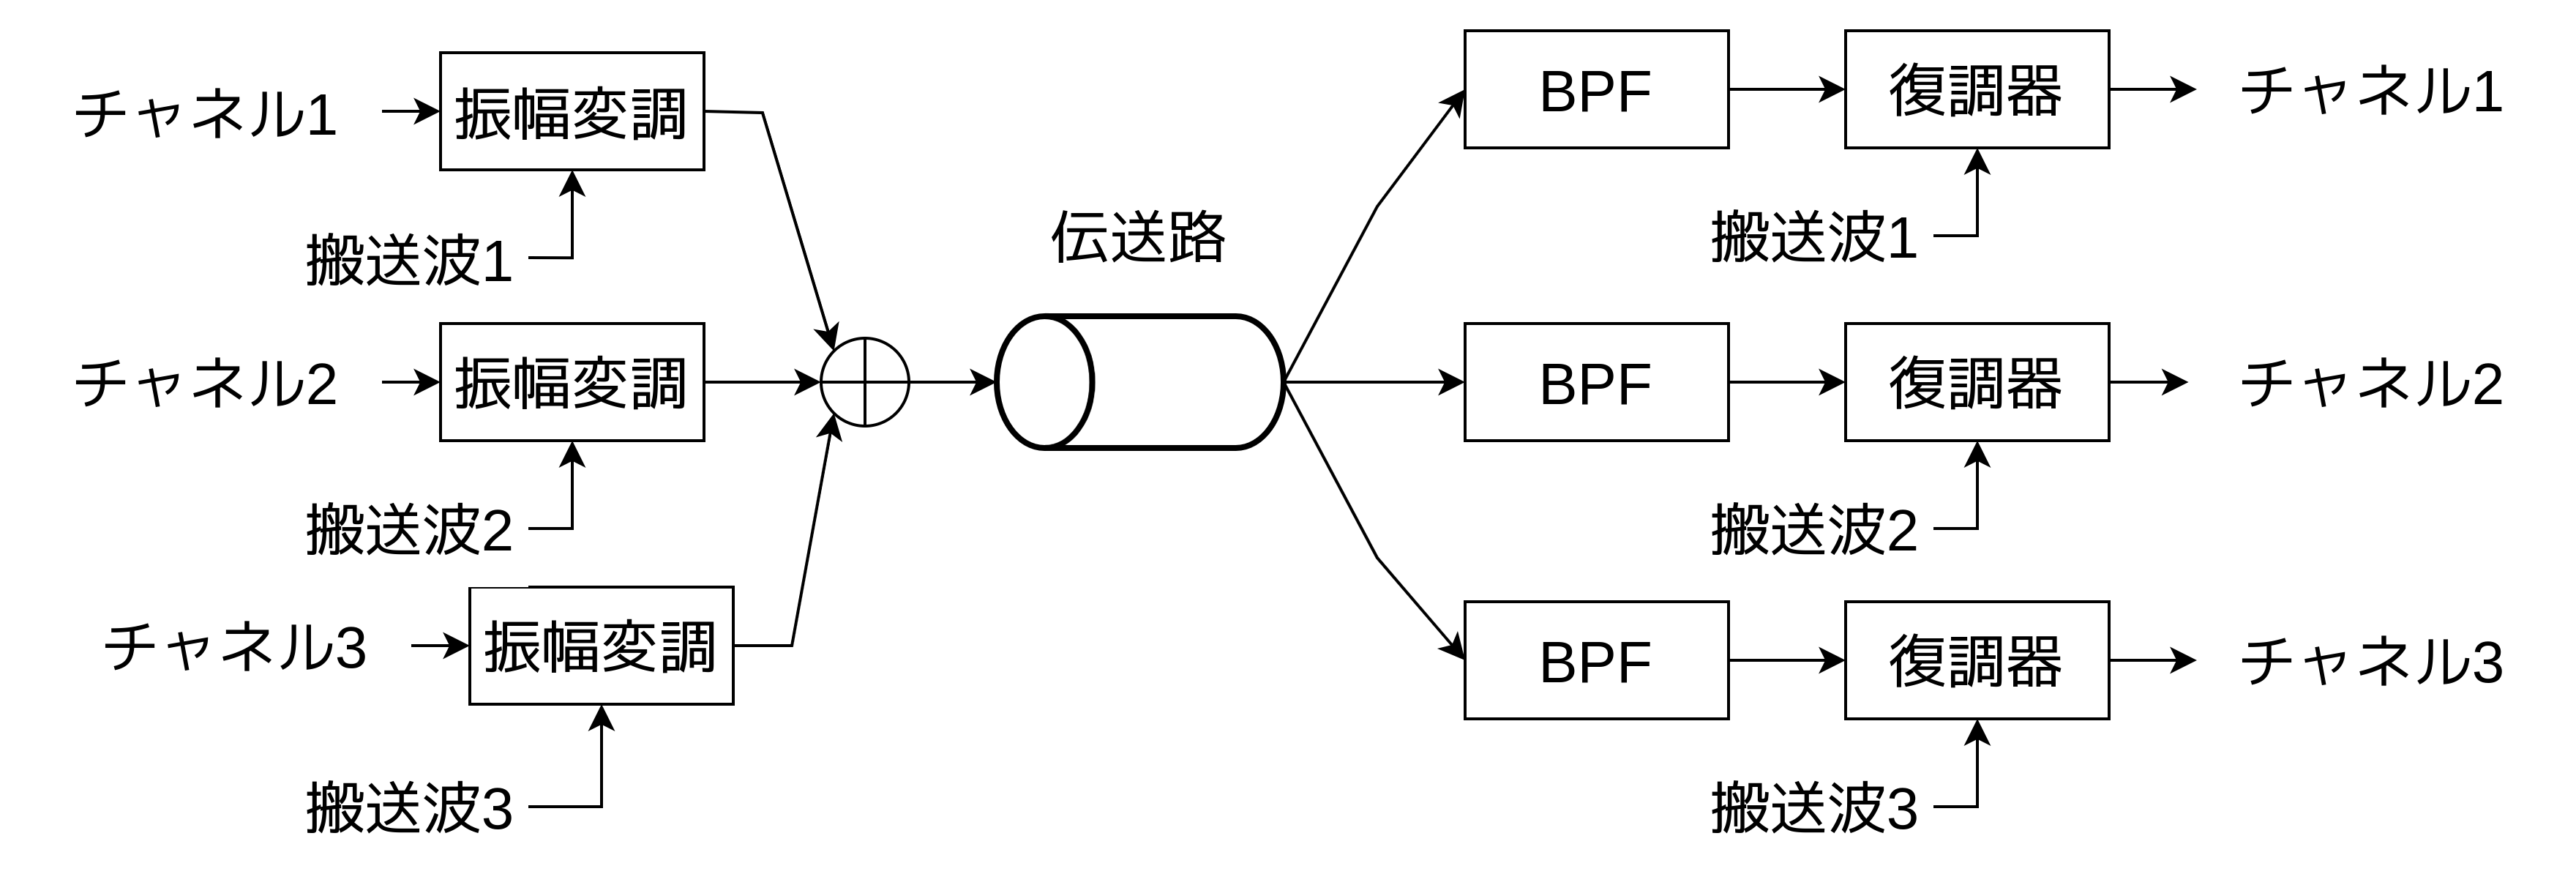 チャネル1
振幅変調
搬送波1
チャネル2
振幅変調
搬送波2
チャネル3
振幅変調
搬送波3
伝送路
BPF
復調器
チャネル1
搬送波1
BPF
復調器
チャネル2
搬送波2
BPF
復調器
チャネル3
搬送波3